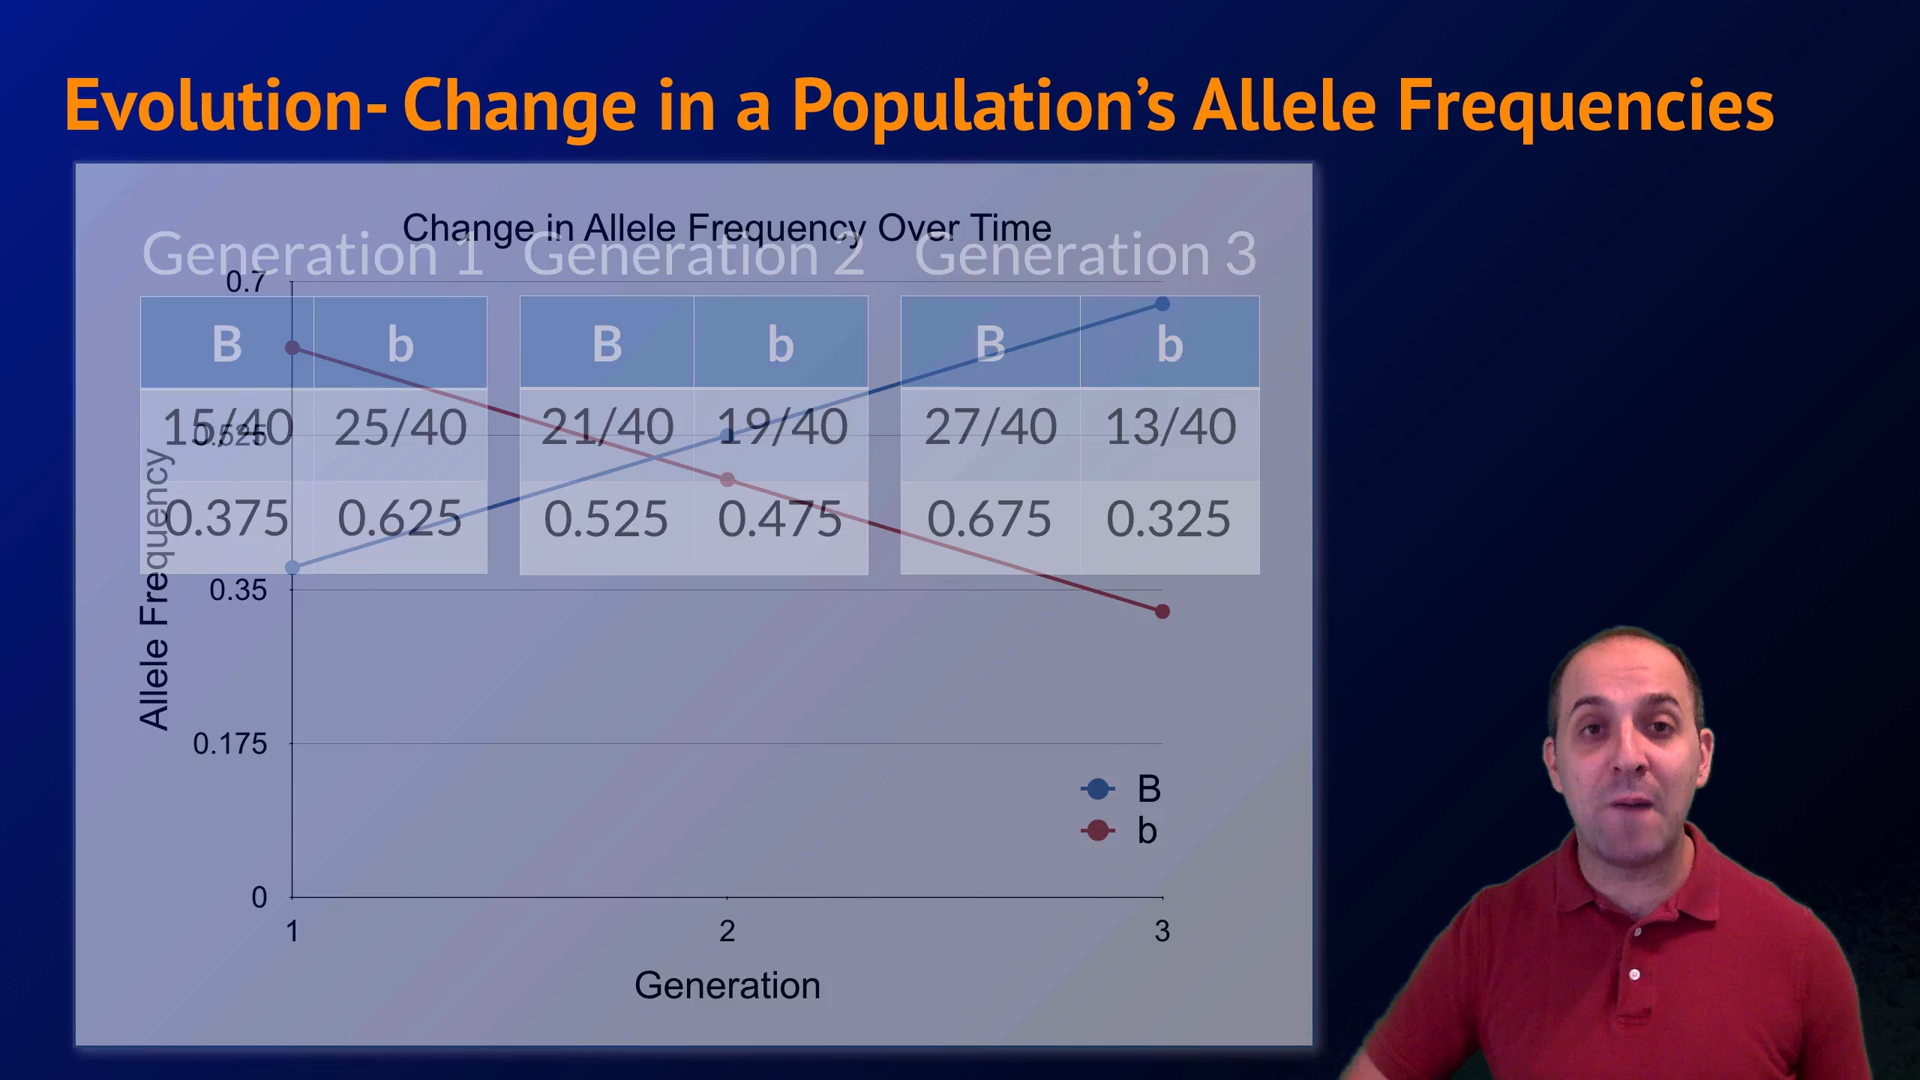 Evolution- Change in a Population’s Allele Frequencies
Change in Allele Frequency Over Time
Generation 1 Generation 2 Generation 3
0.7
B b B b B b
15/40 25/40 21/40 19/40 27/40 13/40
0.525
0.375 0.625 0.525 0.475 0.675 0.325
Allele Frequency
0.35
0.175
B
b
0
1 2 3
Generation